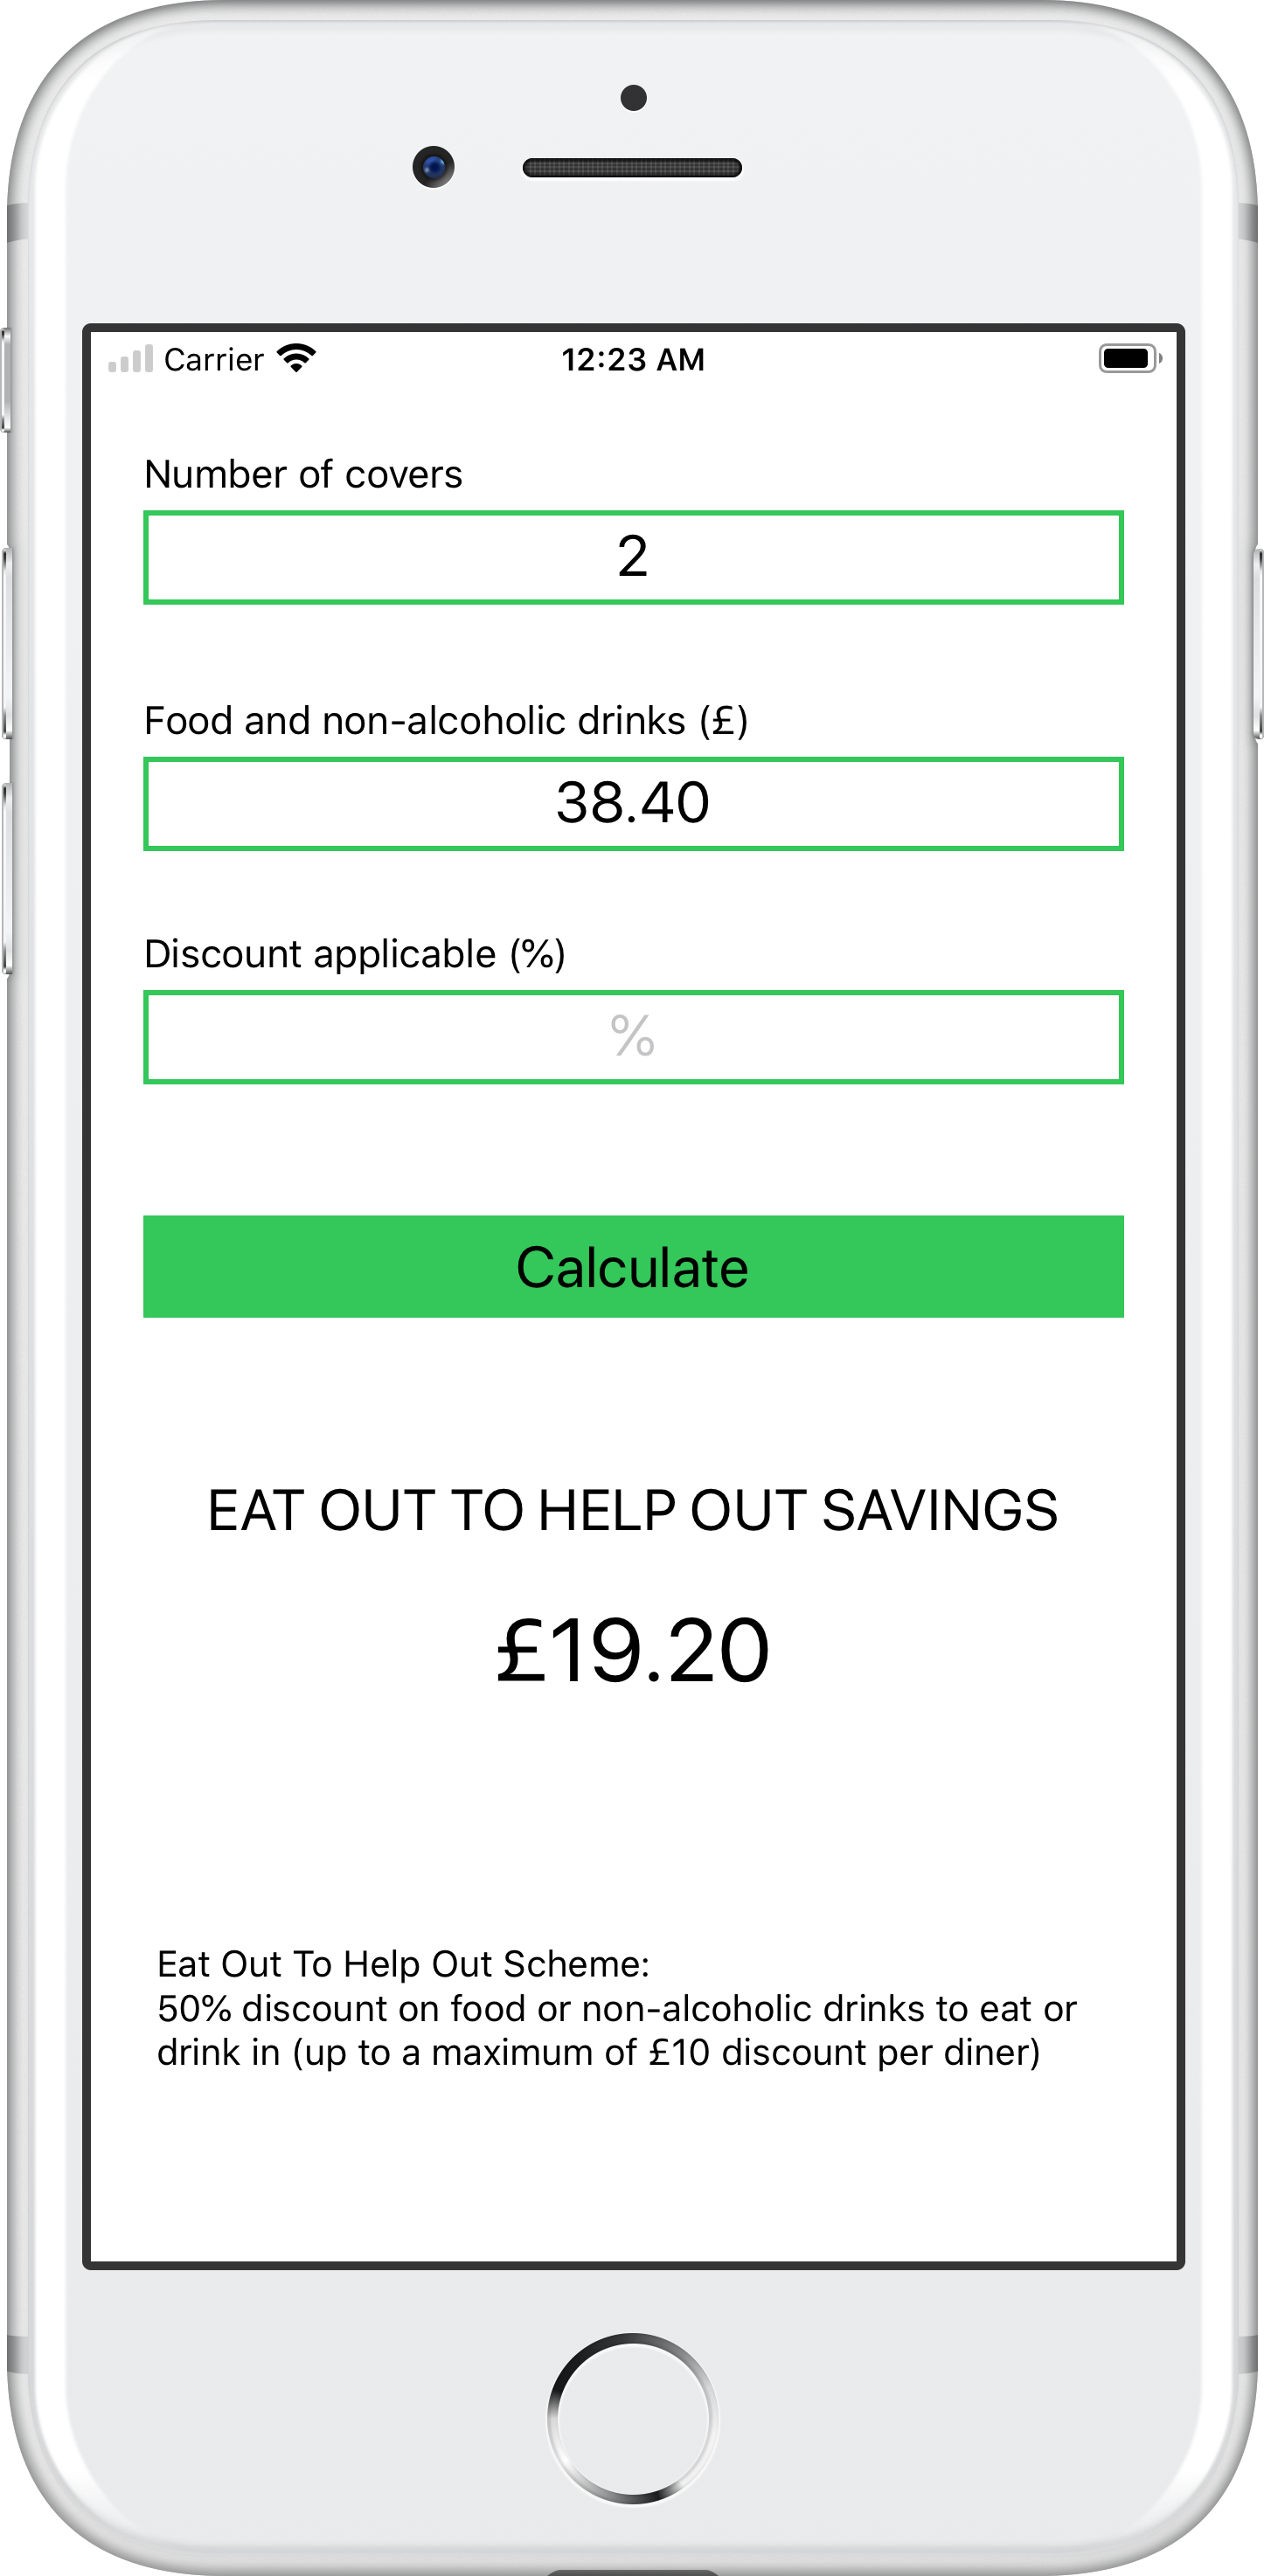 Carrier 12:23 AM
Number of covers
2
Food and non-alcoholic drinks (£)
38.40
Discount applicable (%)
%
Calculate
EAT OUT TO HELP OUT SAVINGS
£19.20
Eat Out To Help Out Scheme:
50% discount on food or non-alcoholic drinks to eat or
drink in (up to a maximum of £10 discount per diner)